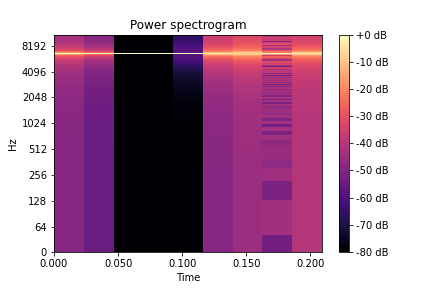 Power spectrogram
8192
4096
2048
1024
512
256
128
64
0
Hz
0.000 0.050 0.100 0.150 0.200
Time
+0 dB
-10 dB
-20 dB
-30 dB
-40 dB
-50 dB
-60 dB
-70 dB
-80 dB